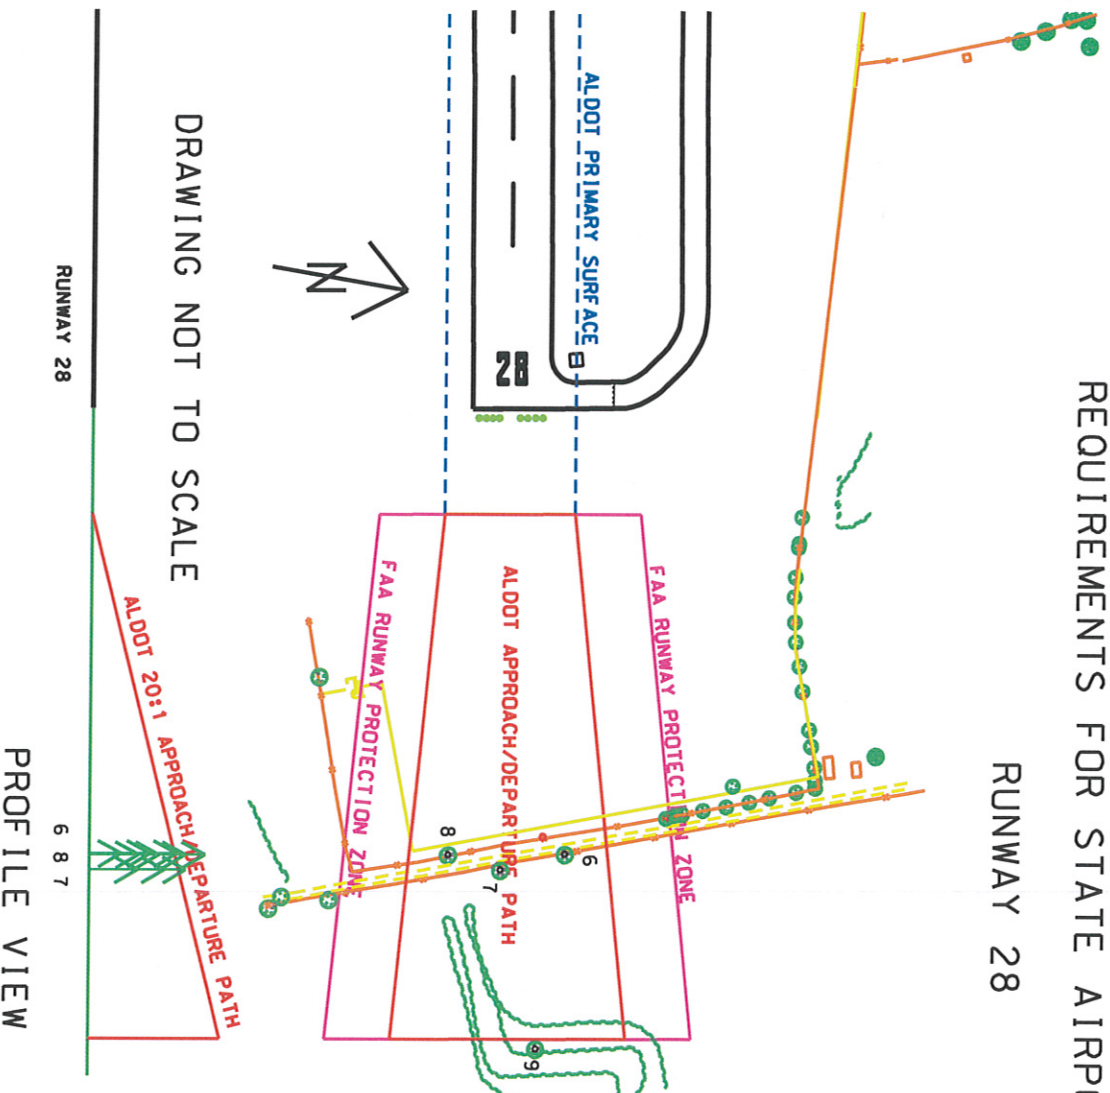 REQUIREMENTS FOR STATE AIRP
RUNWAY 28
ALDOT PRIMARY SURFACE
28
N
FAA RUNWAY PROTECTION ZONE
ALDOT APPROACH/DEPARTURE PATH
FAA RUNWAY PROTECTION ZONE
6
7
8
9
DRAWING NOT TO SCALE
ALDOT 20:1 APPROACH/DEPARTURE PATH
RUNWAY 28
6 8 7
PROFILE VIEW